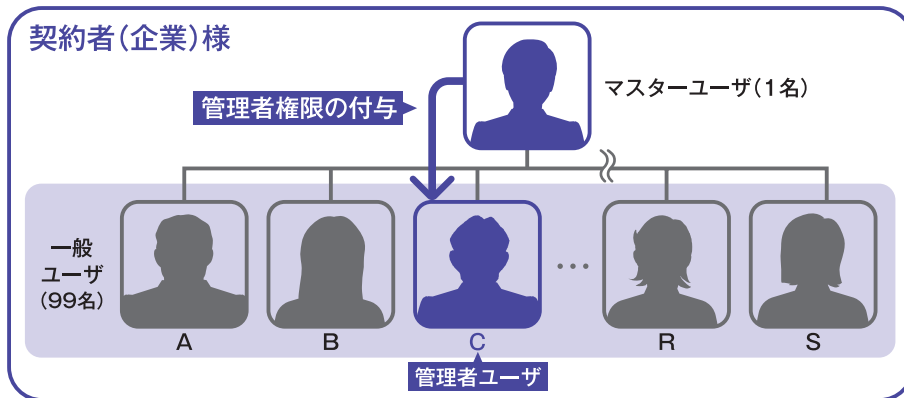 契約者(企業)様
マスターユーザ(1名)
管理者権限の付与
一般
ユーザ
(99名)
…
A
B
C
R
S
管理者ユーザ